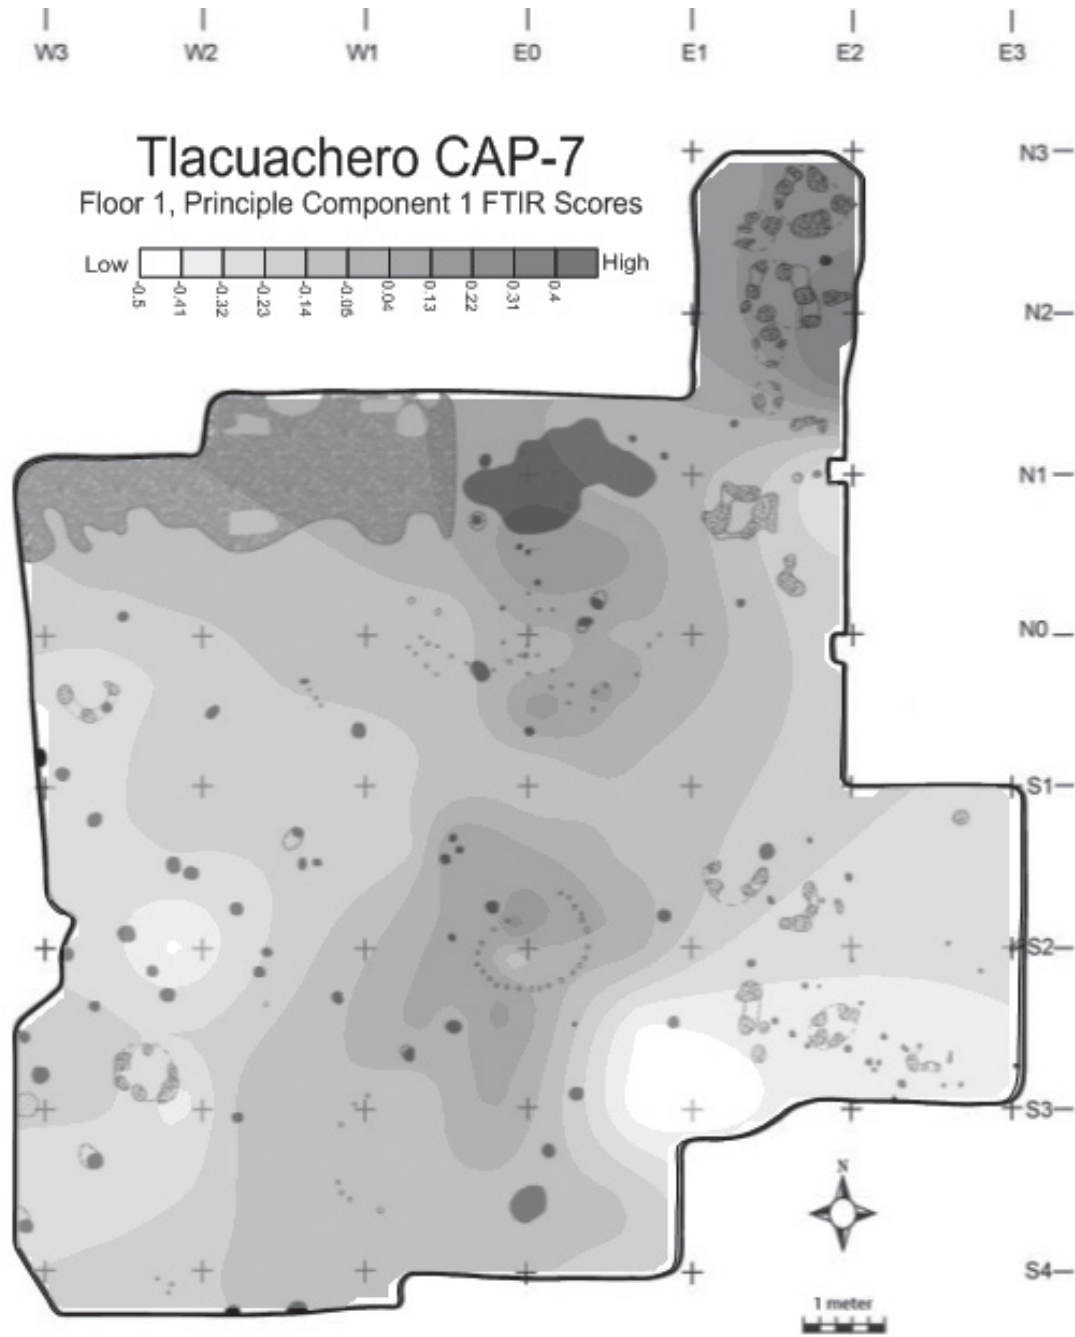 W3 W2 W1 E0 E1 E2 E3
Tlacuachero CAP-7
Floor 1, Principle Component 1 FTIR Scores
Low High
-0.5 -0.41 -0.32 -0.23 -0.14 -0.05 0.04 0.13 0.22 0.31 0.4
N3
N2
N1
N0
S1
S2
S3
N
S4
1 meter